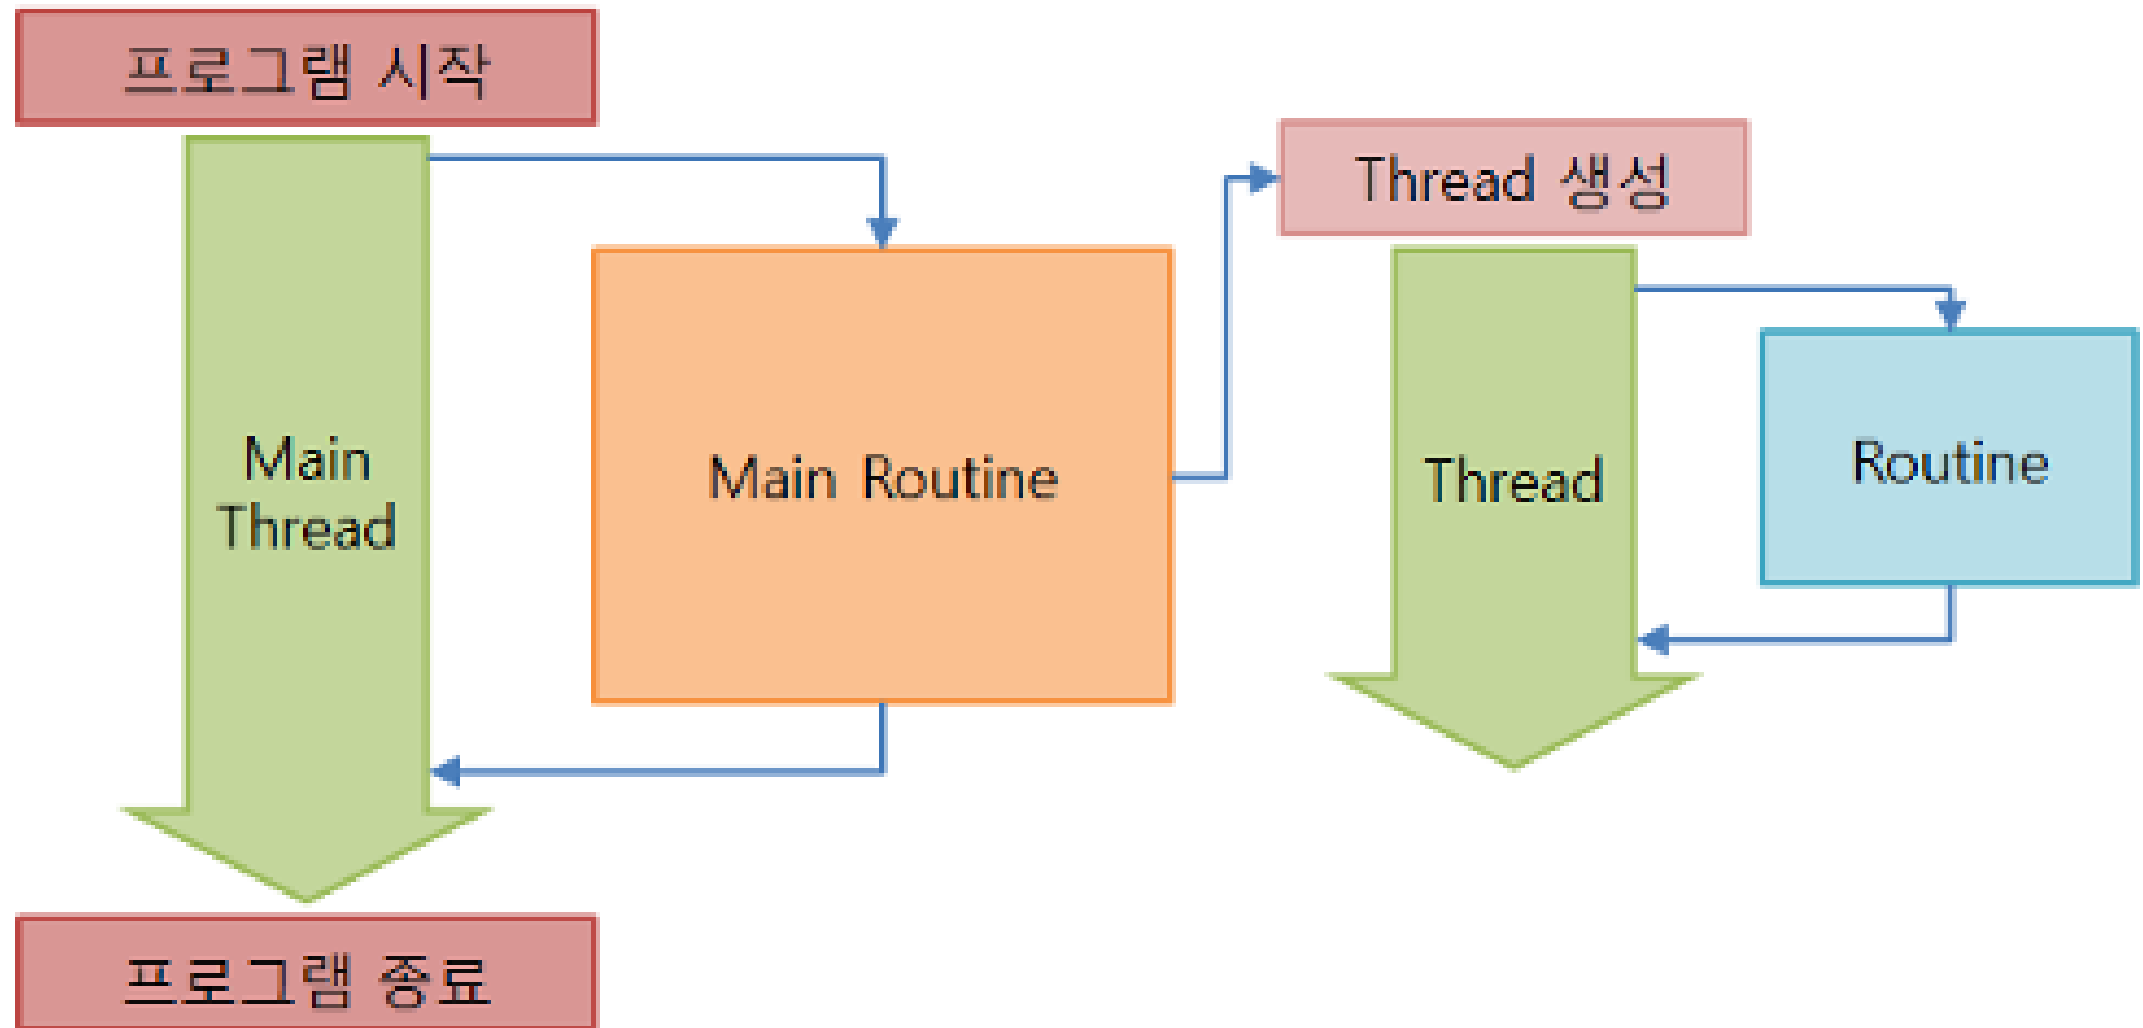 프로그램 시작
Thread 생성
Main
Thread
Main Routine
Thread
Routine
프로그램 종료